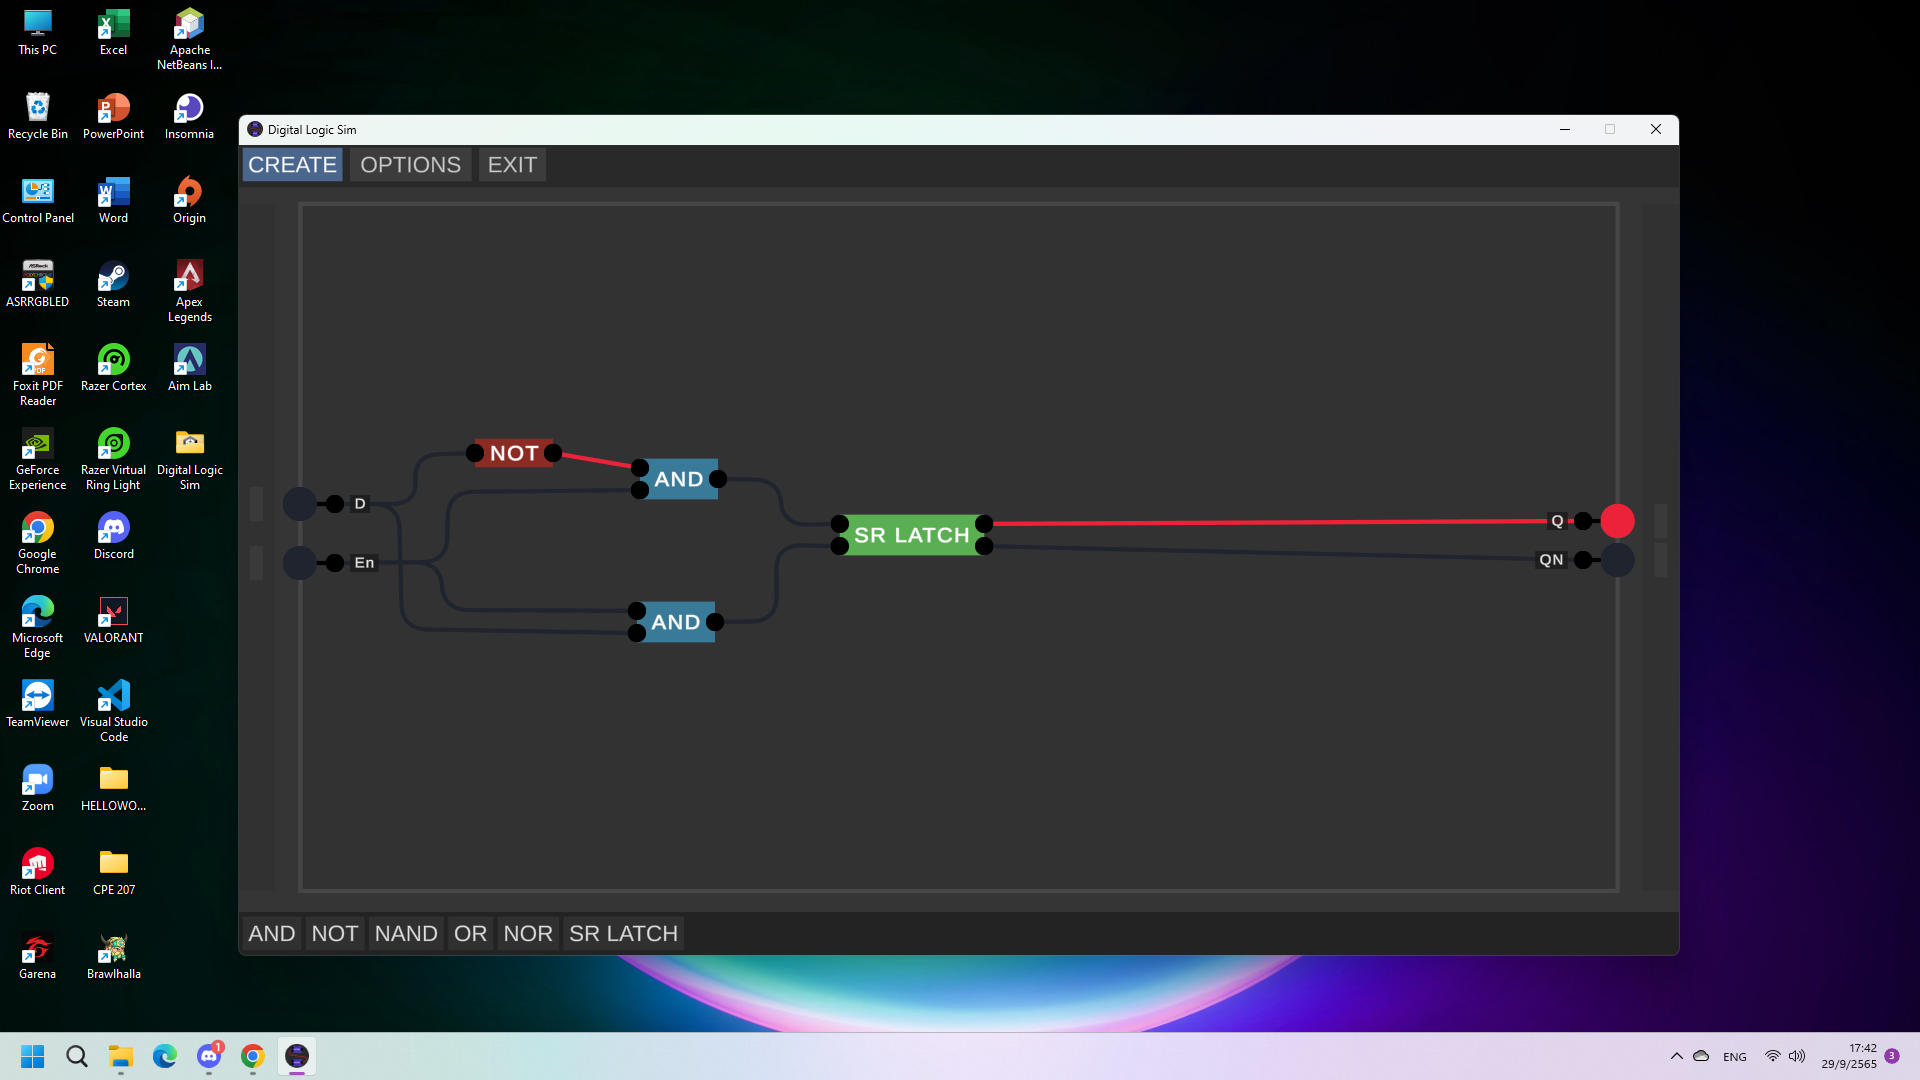 This PC
Excel
Apache
NetBeans I...
Recycle Bin
PowerPoint
Insomnia
Control Panel
Word
Origin
ASRRGBLED
Steam
Apex
Legends
Foxit PDF
Reader
Razer Cortex
Aim Lab
GeForce
Experience
Razer Virtual
Ring Light
Digital Logic
Sim
Google
Chrome
Discord
Microsoft
Edge
VALORANT
TeamViewer
Visual Studio
Code
Zoom
HELLOWO...
Riot Client
CPE 207
Garena
Brawlhalla
Digital Logic Sim
CREATE
OPTIONS
EXIT
NOT
AND
D
En
SR LATCH
Q
QN
AND
AND
NOT
NAND
OR
NOR
SR LATCH
1
ENG
17:42
29/9/2565
3